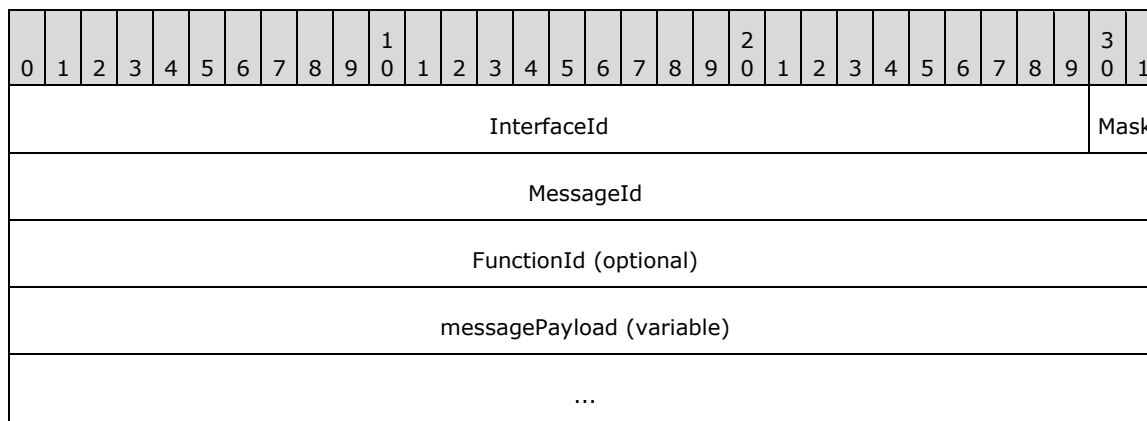 1 2 3
0 1 2 3 4 5 6 7 8 9 0 1 2 3 4 5 6 7 8 9 0 1 2 3 4 5 6 7 8 9 0 1
InterfaceId Mask
MessageId
FunctionId (optional)
messagePayload (variable)
...